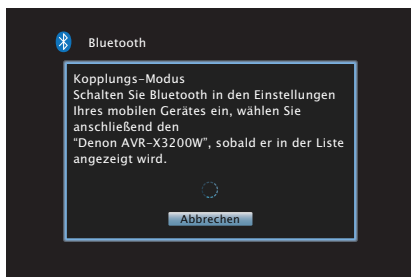 Bluetooth
Kopplungs-Modus
Schalten Sie Bluetooth in den Einstellungen
Ihres mobilen Gerätes ein, wählen Sie
anschließend den
“Denon AVR-X3200W”, sobald er in der Liste
angezeigt wird.
Abbrechen